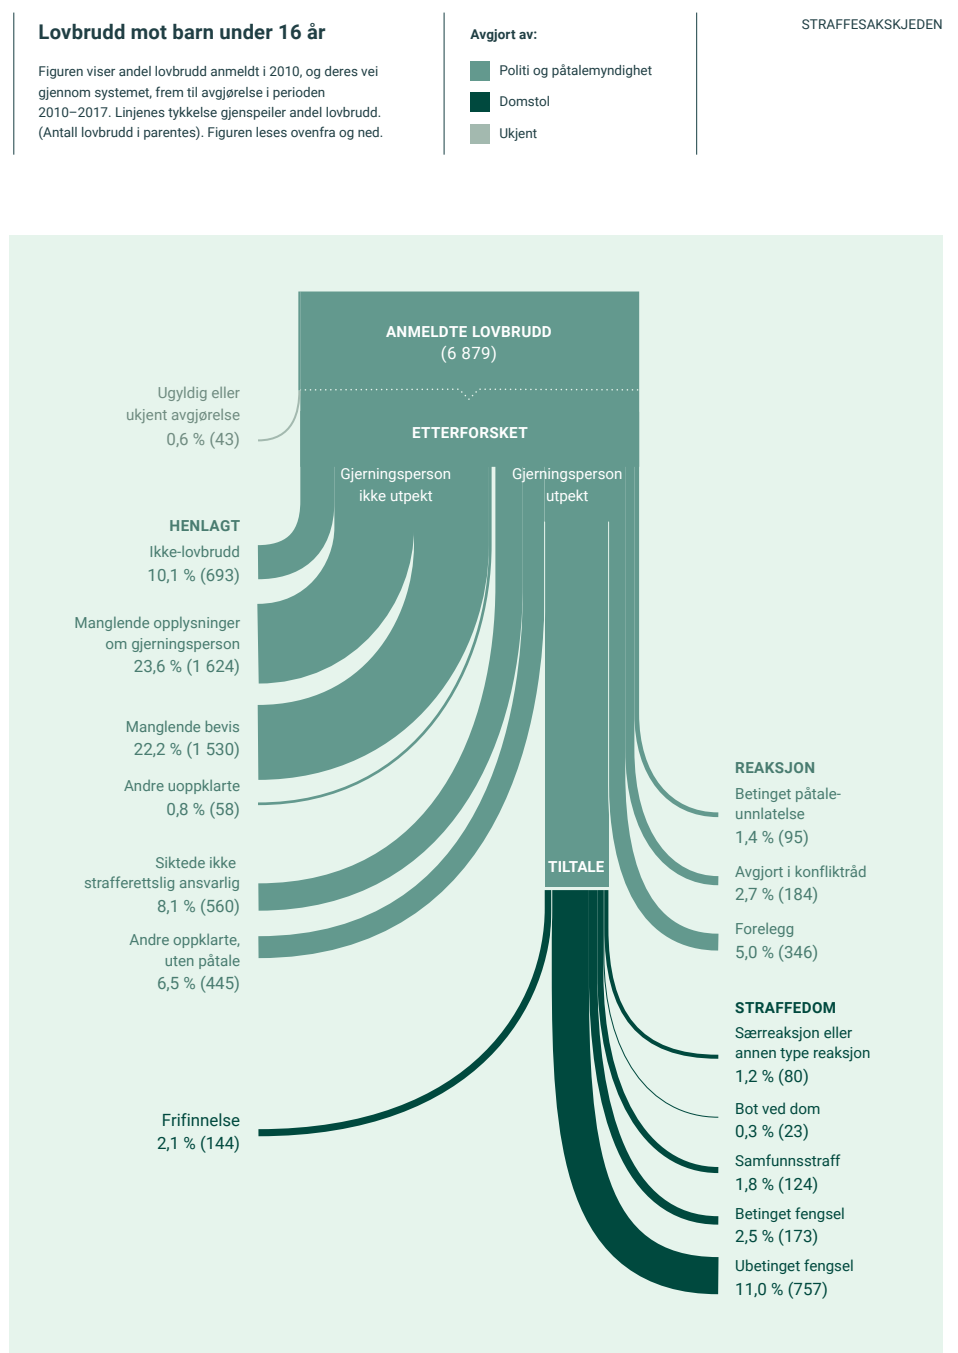 Lovbrudd mot barn under 16 år
Figuren viser andel lovbrudd anmeldt i 2010, og deres vei
gjennom systemet, frem til avgjørelse i perioden
2010–2017. Linjenes tykkelse gjenspeiler andel lovbrudd.
(Antall lovbrudd i parentes). Figuren leses ovenfra og ned.
Avgjort av:
Politi og påtalemyndighet
Domstol
Ukjent
STRAFFESAKSKJEDEN
ANMELDTE LOVBRUDD
(6 879)
Ugyldig eller
ukjent avgjørelse
0,6 % (43)
ETTERFORSKET
Gjerningsperson
ikke utpekt
Gjerningsperson
utpekt
HENLAGT
Ikke-lovbrudd
10,1 % (693)
Manglende opplysninger
om gjerningsperson
23,6 % (1 624)
Manglende bevis
22,2 % (1 530)
Andre uoppklarte
0,8 % (58)
Siktede ikke
strafferettslig ansvarlig
8,1 % (560)
Andre oppklarte,
uten påtale
6,5 % (445)
TILTALE
REAKSJON
Betinget påtale-
unnlatelse
1,4 % (95)
Avgjort i konfliktråd
2,7 % (184)
Forelegg
5,0 % (346)
STRAFFEDOM
Særreaksjon eller
annen type reaksjon
1,2 % (80)
Bot ved dom
0,3 % (23)
Samfunnsstraff
1,8 % (124)
Betinget fengsel
2,5 % (173)
Ubetinget fengsel
11,0 % (757)
Frifinnelse
2,1 % (144)